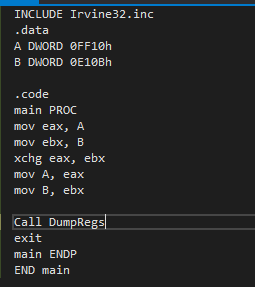 INCLUDE Irvine32.inc
.data
A DWORD 0FF10h
B DWORD 0E10Bh
.code
main PROC
mov eax, A
mov ebx, B
xchg eax, ebx
mov A, eax
mov B, ebx
Call DumpRegs
exit
main ENDP
END main